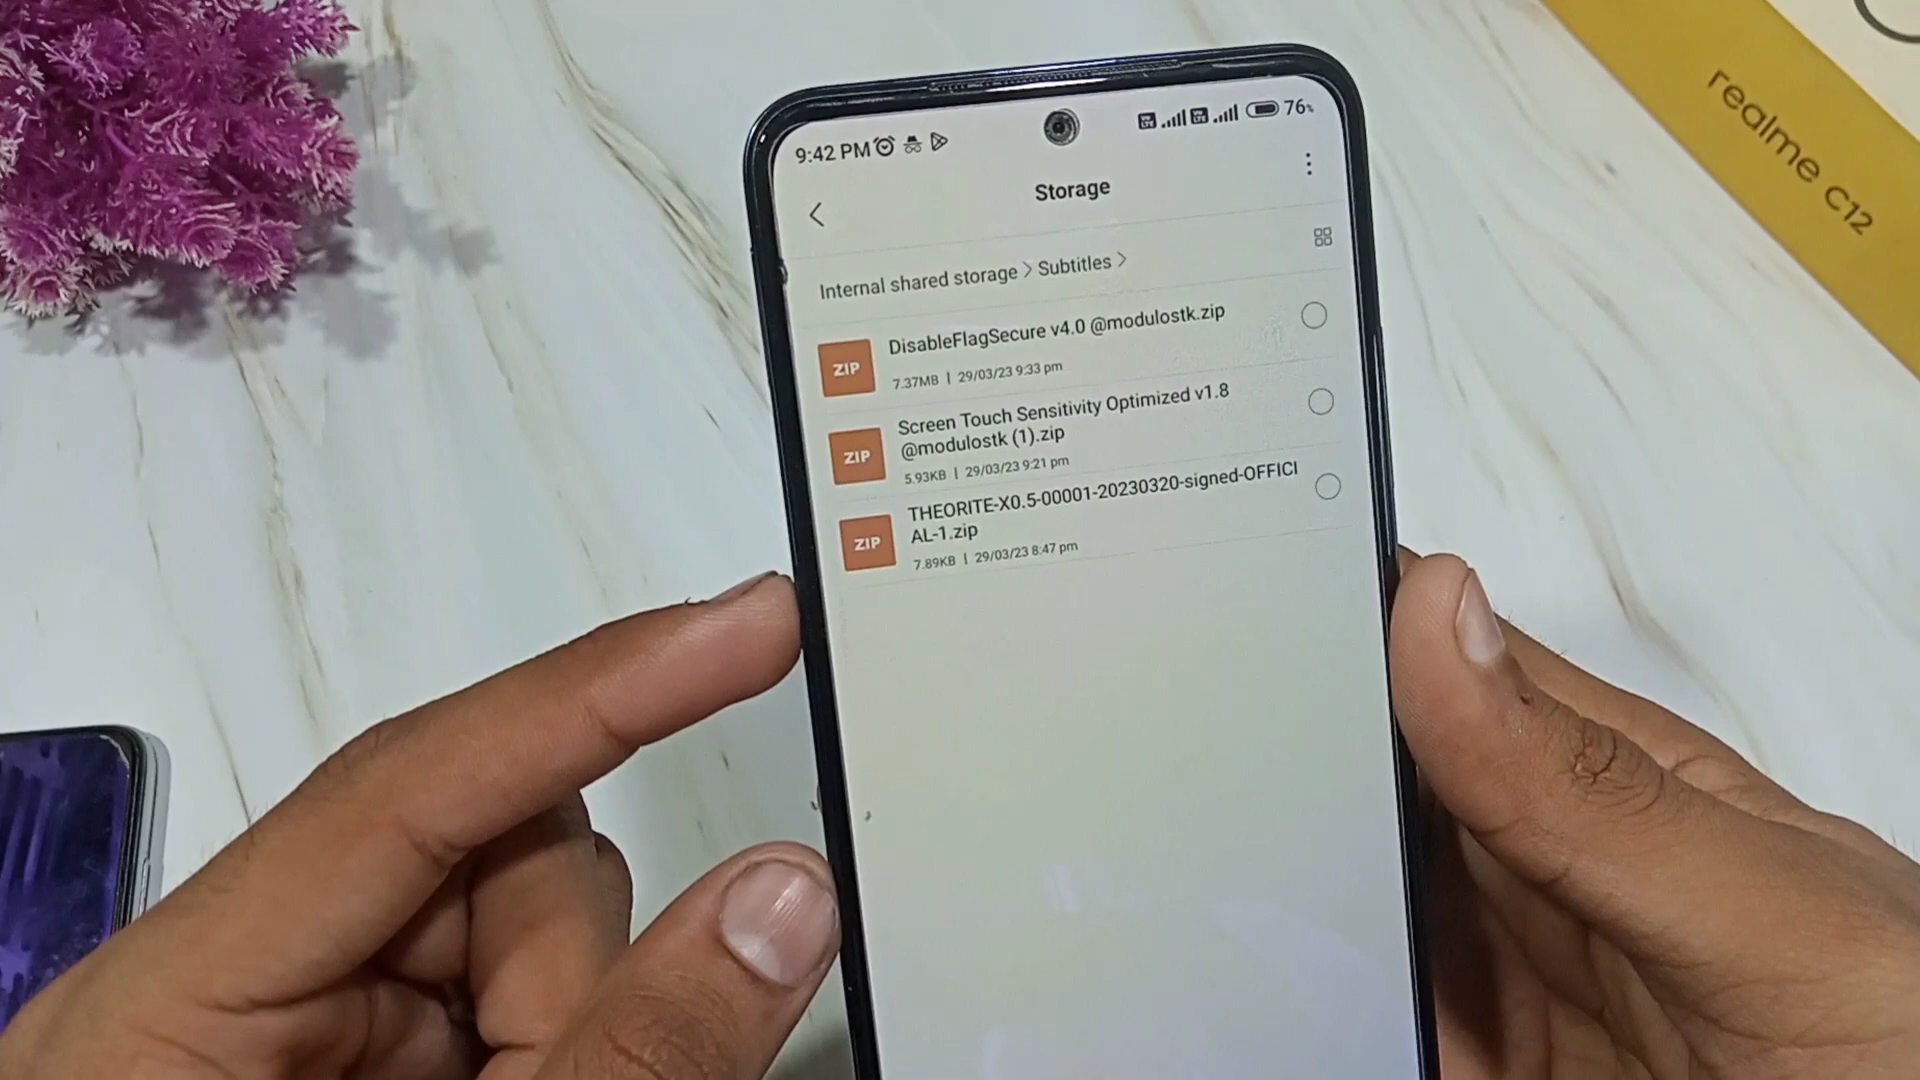 9:42 PM
76%
Storage
Internal shared storage > Subtitles >
ZIP
DisableFlagSecure v4.0 @modulostk.zip
7.37MB | 29/03/23 9:33 pm
ZIP
Screen Touch Sensitivity Optimized v1.8
@modulostk (1).zip
5.93KB | 29/03/23 9:21 pm
ZIP
THEORITE-X0.5-00001-20230320-signed-OFFICI
AL-1.zip
7.89KB | 29/03/23 8:47 pm
realme C12